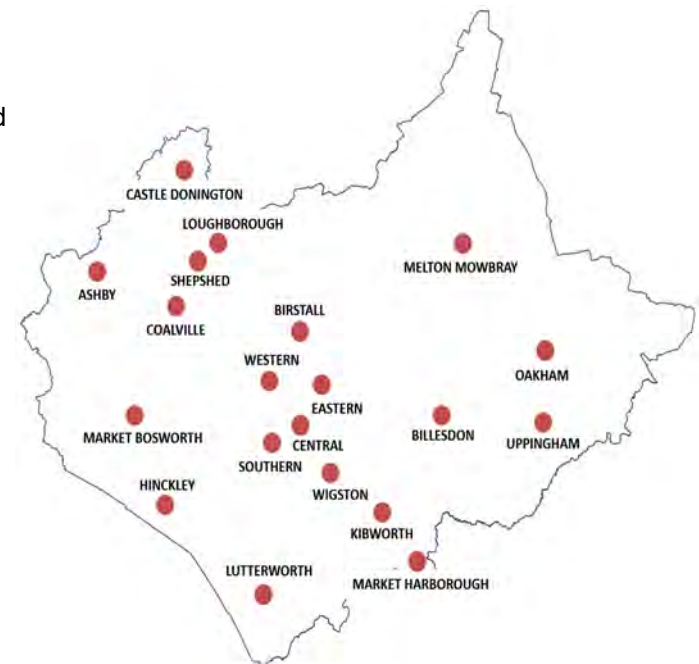 d
CASTLE DONINGTON
LOUGHBOROUGH
SHEPSHED
MELTON MOWBRAY
ASHBY
COALVILLE
BIRSTALL
WESTERN
OAKHAM
EASTERN
MARKET BOSWORTH
CENTRAL
BILLESDON
UPPINGHAM
SOUTHERN
HINCKLEY
WIGSTON
KIBWORTH
LUTTERWORTH
MARKET HARBOROUGH